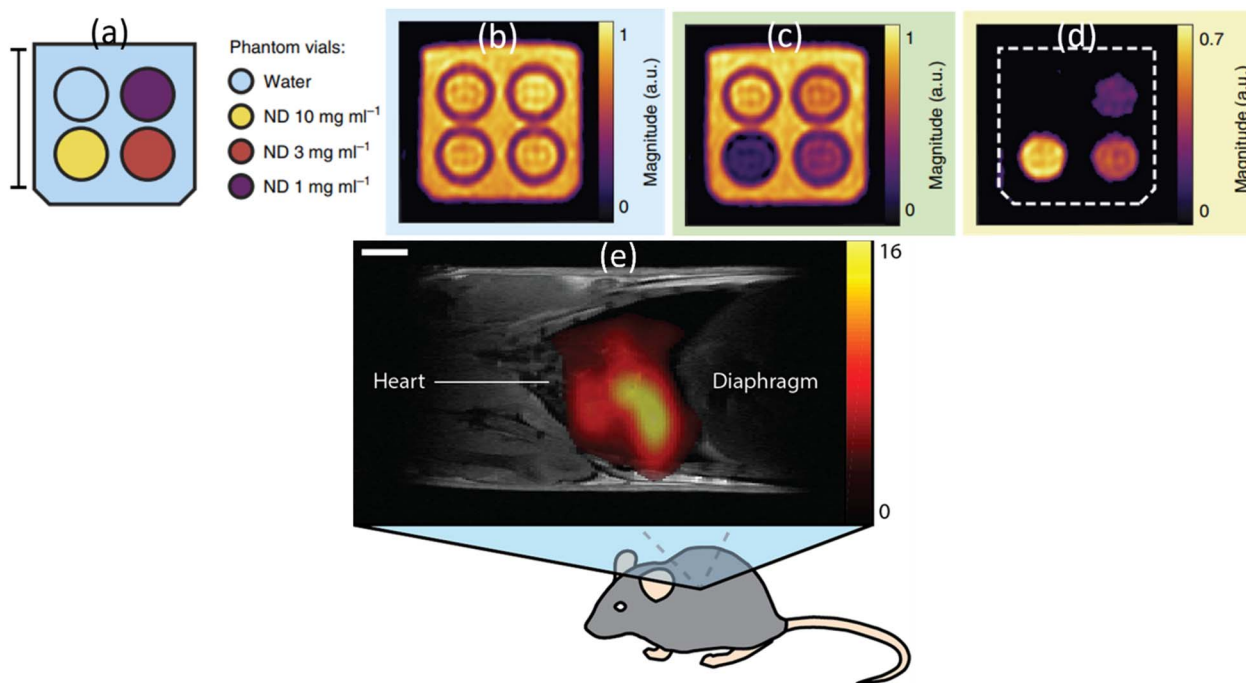 (a)
Phantom vials:
Water
ND 10 mg ml⁻¹
ND 3 mg ml⁻¹
ND 1 mg ml⁻¹
(b)
1
Magnitude (a.u.)
0
(c)
1
Magnitude (a.u.)
0
(d)
0.7
Magnitude (a.u.)
0
(e)
16
Heart
Diaphragm
0